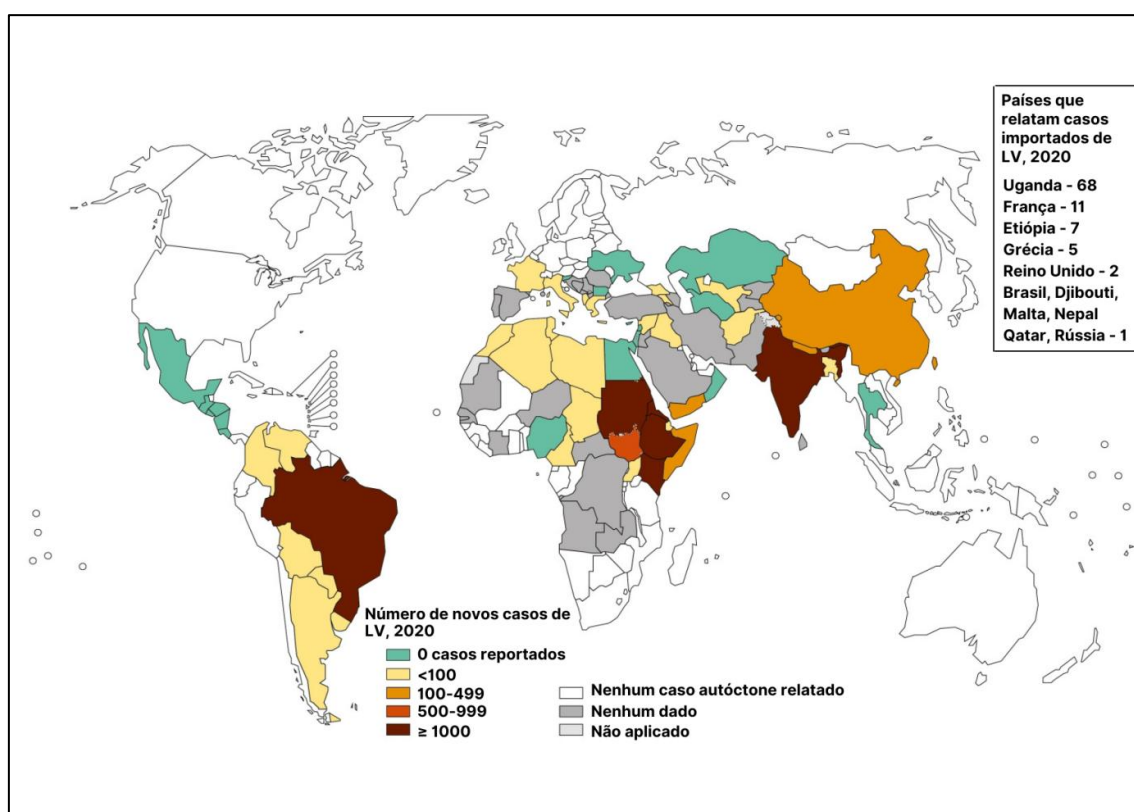 Países que
relatam casos
importados de
LV, 2020
Uganda - 68
França - 11
Etiópia - 7
Grécia - 5
Reino Unido - 2
Brasil, Djibouti,
Malta, Nepal
Qatar, Rússia - 1
Número de novos casos de
LV, 2020
0 casos reportados
<100
100-499
500-999
≥ 1000
Nenhum caso autóctone relatado
Nenhum dado
Não aplicado